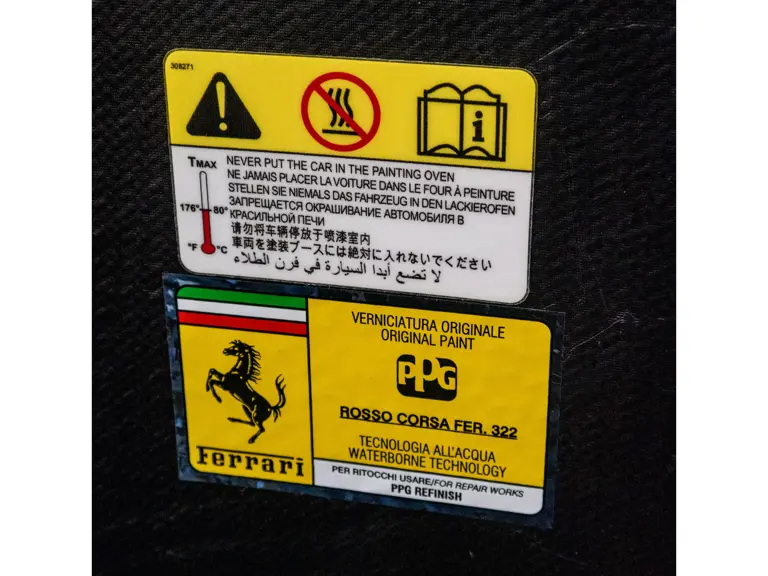 308271
i
TMAX
176° 80°
°F °C
NEVER PUT THE CAR IN THE PAINTING OVEN
NE JAMAIS PLACER LA VOITURE DANS LE FOUR À PEINTURE
STELLEN SIE NIEMALS DAS FAHRZEUG IN DEN LACKIEROFEN
ЗАПРЕЩАЕТСЯ ОКРАШИВАНИЕ АВТОМОБИЛЯ В
КРАСИЛЬНОЙ ПЕЧИ
请勿将车辆停放于喷漆室内
車両を塗装ブースには絶対に入れないでください
لا تضع أبدا السيارة في فرن الطلاء
Ferrari
VERNICIATURA ORIGINALE
ORIGINAL PAINT
PPG
ROSSO CORSA FER. 322
TECNOLOGIA ALL'ACQUA
WATERBORNE TECHNOLOGY
PER RITOCCHI USARE/FOR REPAIR WORKS
PPG REFINISH